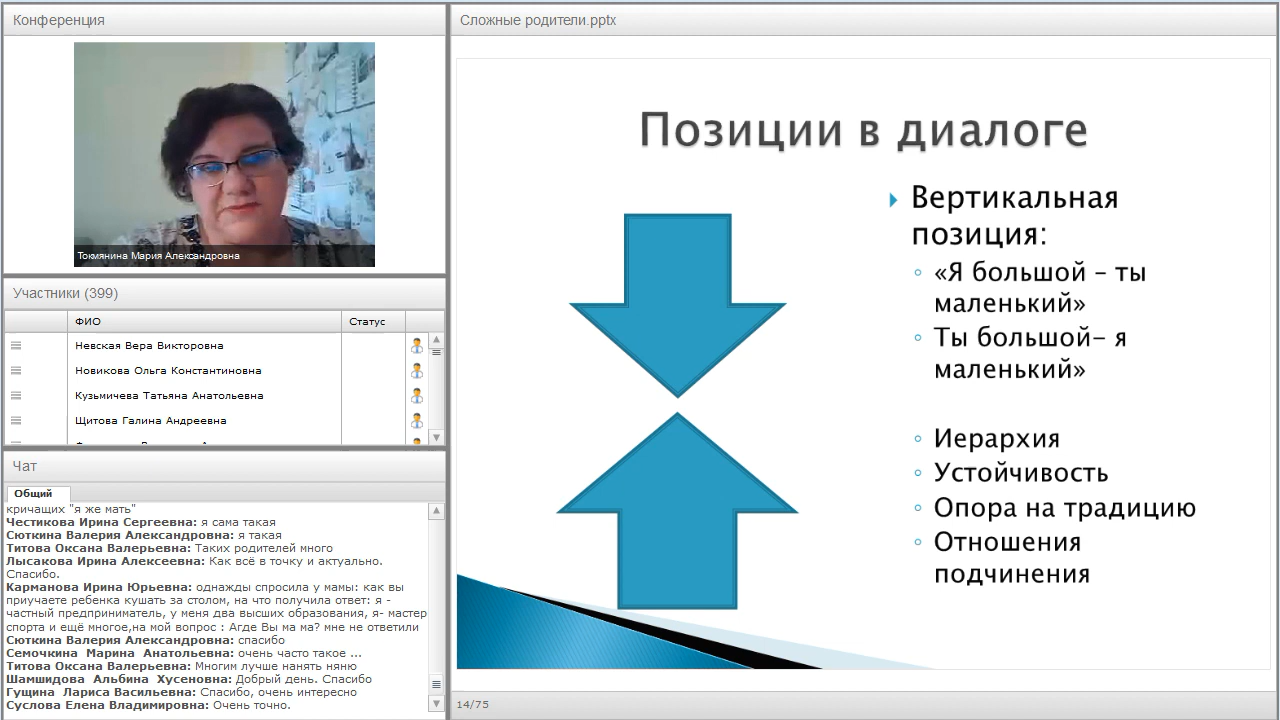 Конференция
Токмянина Мария Александровна
Участники (399)
ФИО Статус
Невская Вера Викторовна
Новикова Ольга Константиновна
Кузьмичева Татьяна Анатольевна
Щитова Галина Андреевна
Чат
Общий
кричащих "я же мать"
Честикова Ирина Сергеевна: я сама такая
Сюткина Валерия Александровна: я такая
Титова Оксана Валерьевна: Таких родителей много
Лысакова Ирина Алексеевна: Как всё в точку и актуально.
Спасибо.
Карманова Ирина Юрьевна: однажды спросила у мамы: как вы
приучаете ребенка кушать за столом, на что получила ответ: я -
частный предприниматель, у меня два высших образования, я- мастер
спорта и ещё многое,на мой вопрос : Агде Вы ма ма? мне не ответили
Сюткина Валерия Александровна: спасибо
Семочкина Марина Анатольевна: очень часто такое ...
Титова Оксана Валерьевна: Многим лучше нанять няню
Шамшидова Альбина Хусеновна: Добрый день. Спасибо
Гущина Лариса Васильевна: Спасибо, очень интересно
Суслова Елена Владимировна: Очень точно.
Сложные родители.pptx
Позиции в диалоге
Вертикальная
позиция:
«Я большой – ты
маленький»
Ты большой– я
маленький»
Иерархия
Устойчивость
Опора на традицию
Отношения
подчинения
14/75